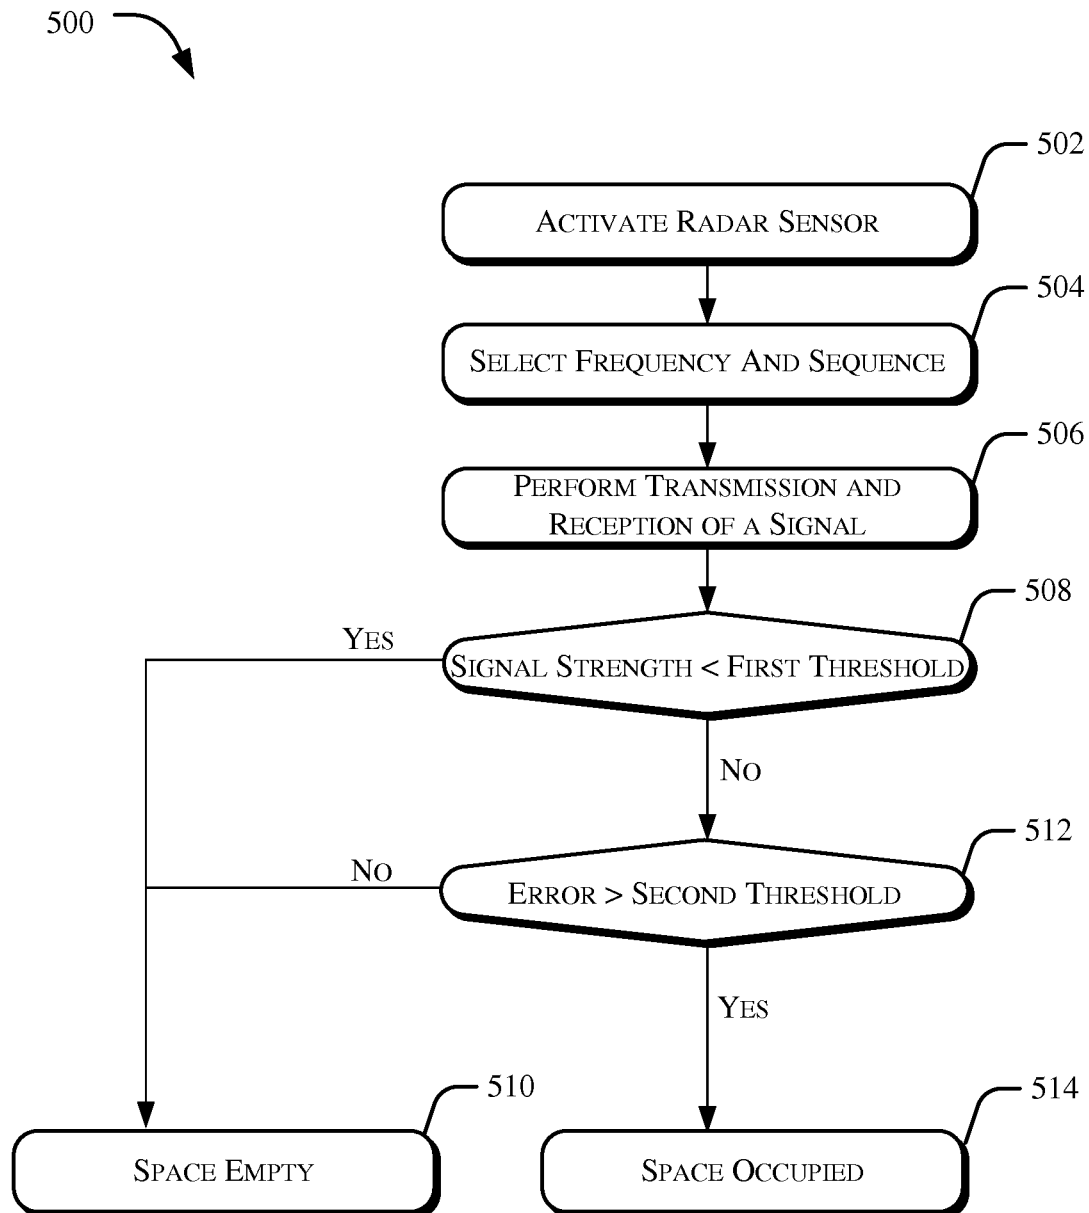 500
502
ACTIVATE RADAR SENSOR
504
SELECT FREQUENCY AND SEQUENCE
506
PERFORM TRANSMISSION AND
RECEPTION OF A SIGNAL
508
YES
SIGNAL STRENGTH < FIRST THRESHOLD
NO
512
NO
ERROR > SECOND THRESHOLD
YES
510
514
SPACE EMPTY
SPACE OCCUPIED